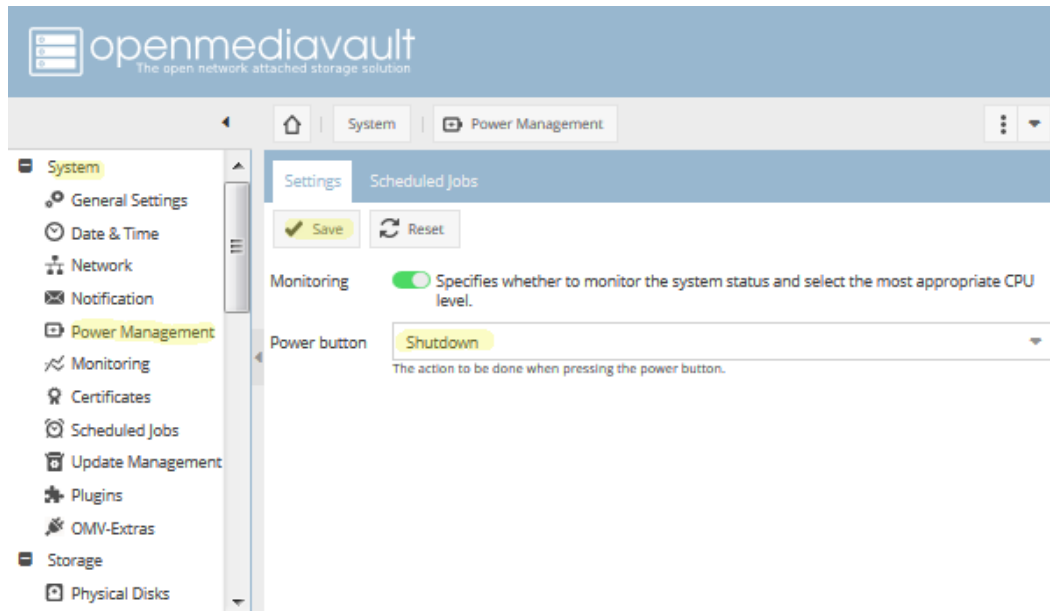 openmediavault
The open network attached storage solution
System
Power Management
System
General Settings
Date & Time
Network
Notification
Power Management
Monitoring
Certificates
Scheduled Jobs
Update Management
Plugins
OMV-Extras
Storage
Physical Disks
Settings
Scheduled Jobs
Save
Reset
Monitoring
Specifies whether to monitor the system status and select the most appropriate CPU
level.
Power button
Shutdown
The action to be done when pressing the power button.